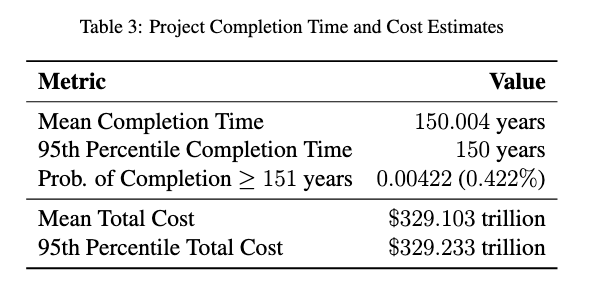 Table 3: Project Completion Time and Cost Estimates
Metric Value
Mean Completion Time 150.004 years
95th Percentile Completion Time 150 years
Prob. of Completion ≥ 151 years 0.00422 (0.422%)
Mean Total Cost $329.103 trillion
95th Percentile Total Cost $329.233 trillion